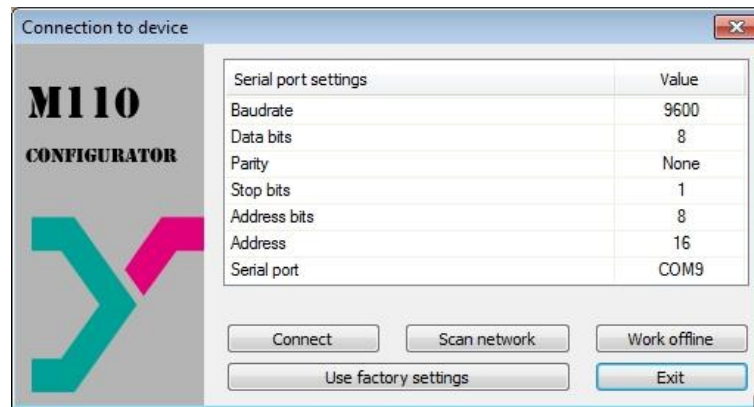 Connection to device
M110
CONFIGURATOR
Serial port settings Value
Baudrate 9600
Data bits 8
Parity None
Stop bits 1
Address bits 8
Address 16
Serial port COM9
Connect Scan network Work offline
Use factory settings Exit